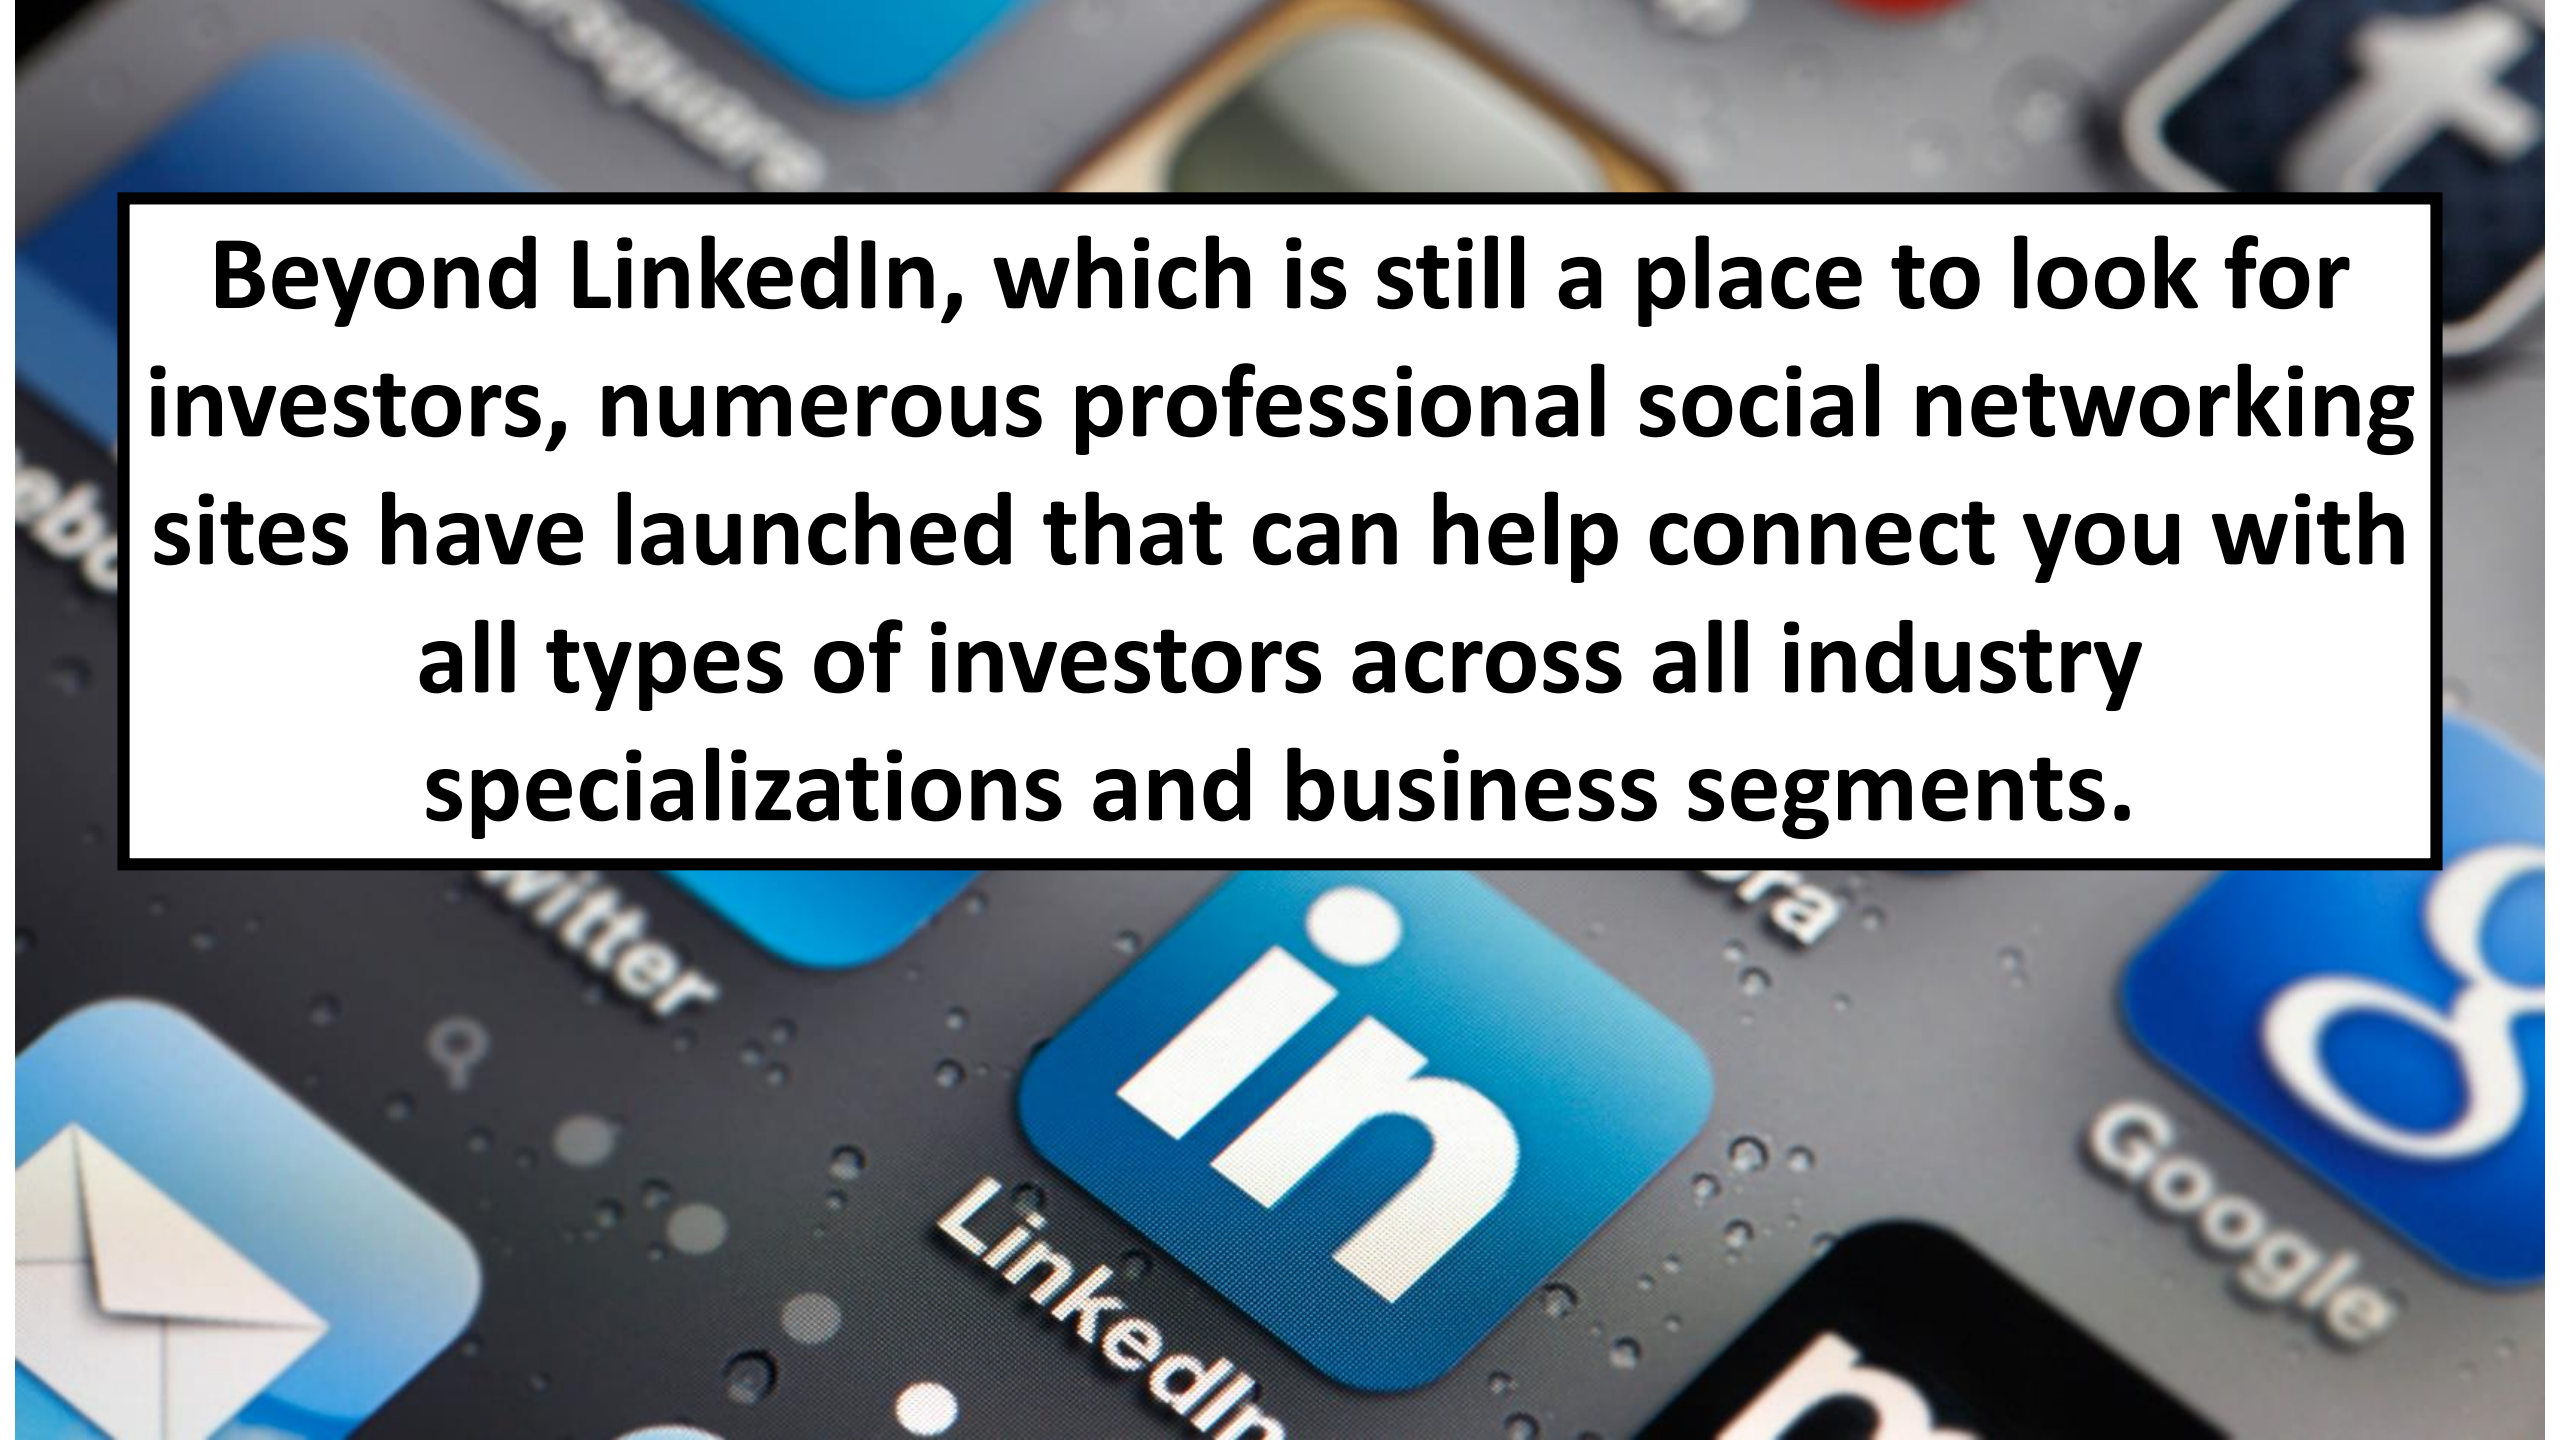 Beyond LinkedIn, which is still a place to look for
investors, numerous professional social networking
sites have launched that can help connect you with
all types of investors across all industry
specializations and business segments.
t
in
LinkedIn
Google